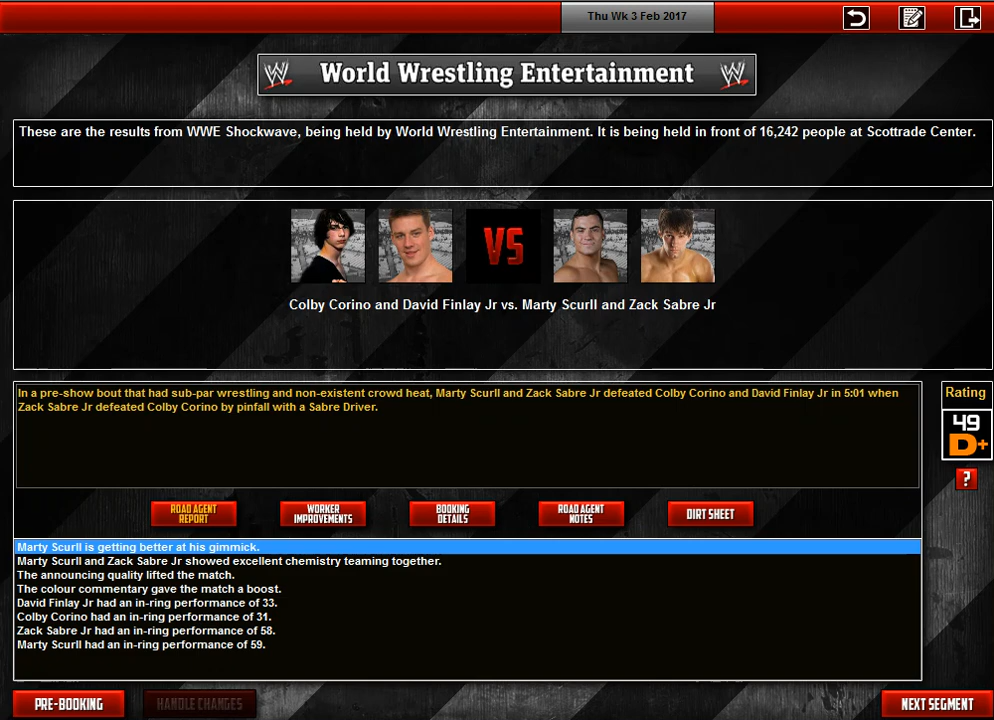 Thu Wk 3 Feb 2017
World Wrestling Entertainment
These are the results from WWE Shockwave, being held by World Wrestling Entertainment. It is being held in front of 16,242 people at Scottrade Center.
VS
Colby Corino and David Finlay Jr vs. Marty Scurll and Zack Sabre Jr
In a pre-show bout that had sub-par wrestling and non-existent crowd heat, Marty Scurll and Zack Sabre Jr defeated Colby Corino and David Finlay Jr in 5:01 when
Zack Sabre Jr defeated Colby Corino by pinfall with a Sabre Driver.
Rating
49
D+
?
ROAD AGENT
REPORT
WORKER
IMPROVEMENTS
BOOKING
DETAILS
ROAD AGENT
NOTES
DIRT SHEET
Marty Scurll is getting better at his gimmick.
Marty Scurll and Zack Sabre Jr showed excellent chemistry teaming together.
The announcing quality lifted the match.
The colour commentary gave the match a boost.
David Finlay Jr had an in-ring performance of 33.
Colby Corino had an in-ring performance of 31.
Zack Sabre Jr had an in-ring performance of 58.
Marty Scurll had an in-ring performance of 59.
PRE-BOOKING
HANDLE CHANGES
NEXT SEGMENT